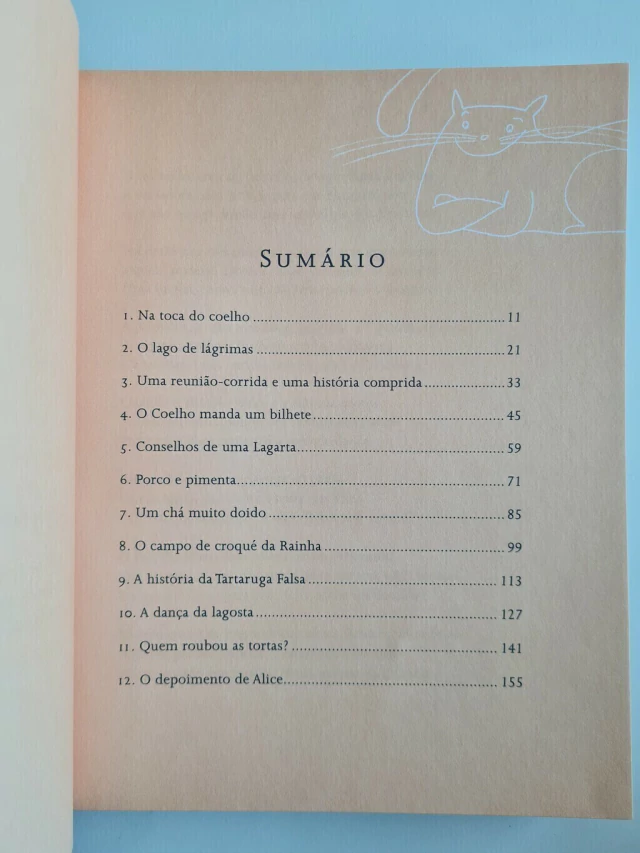 SUMÁRIO
1. Na toca do coelho 11
2. O lago de lágrimas 21
3. Uma reunião-corrida e uma história comprida 33
4. O Coelho manda um bilhete 45
5. Conselhos de uma Lagarta 59
6. Porco e pimenta 71
7. Um chá muito doido 85
8. O campo de croqué da Rainha 99
9. A história da Tartaruga Falsa 113
10. A dança da lagosta 127
11. Quem roubou as tortas? 141
12. O depoimento de Alice 155